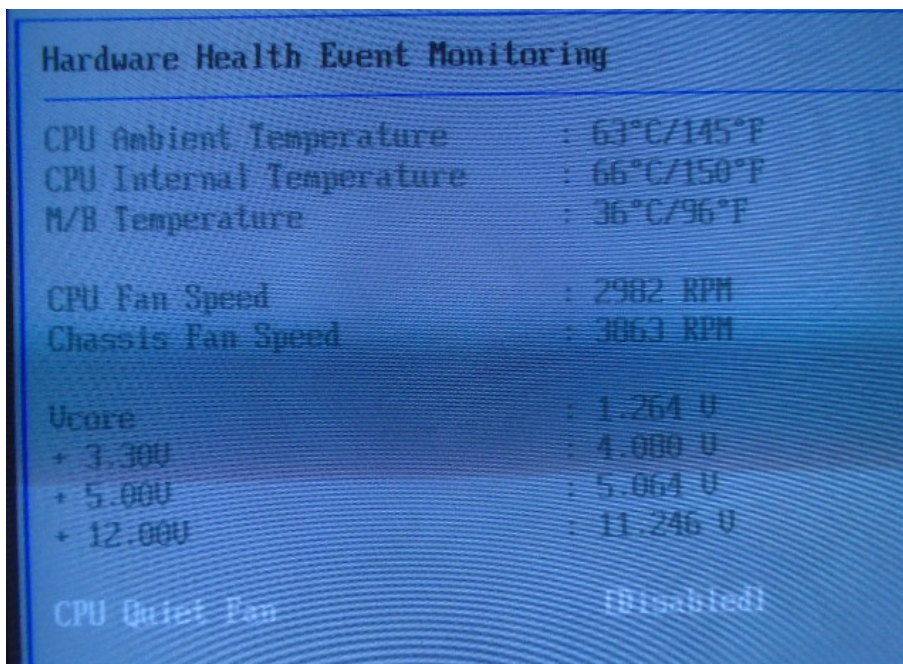 Hardware Health Event Monitoring
CPU Ambient Temperature : 63°C/145°F
CPU Internal Temperature : 66°C/150°F
M/B Temperature : 36°C/96°F
CPU Fan Speed : 2982 RPM
Chassis Fan Speed : 3063 RPM
Vcore : 1.264 V
+ 3.30V : 4.080 V
+ 5.00V : 5.064 V
+ 12.00V : 11.246 V
CPU Quiet Fan [Disabled]